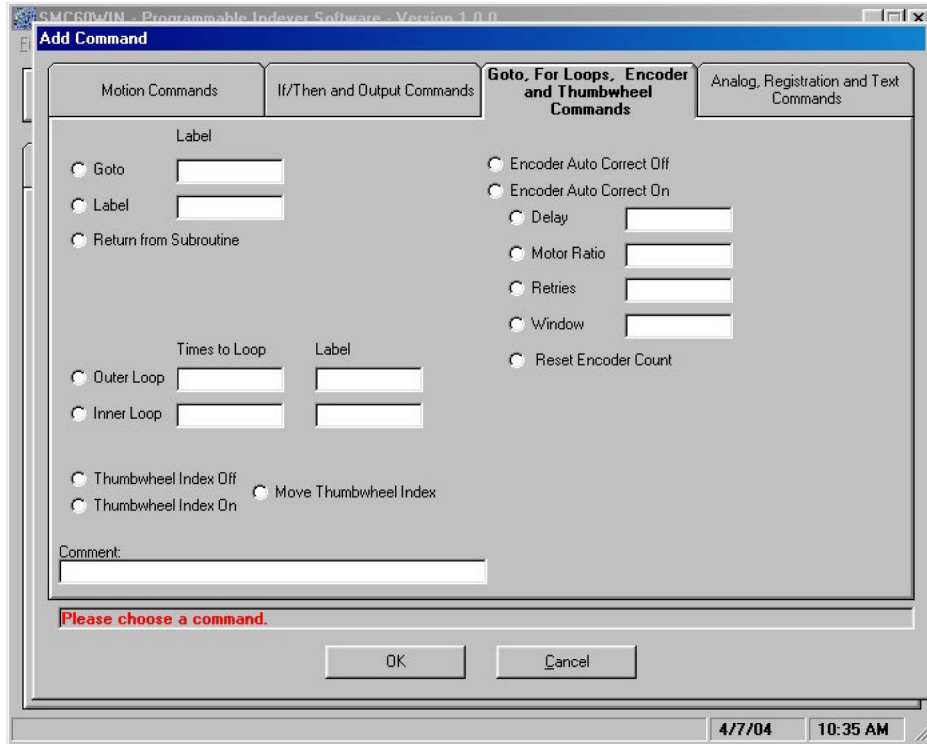 SMC60WIN - Programmable Indexer Software - Version 1.0.0
Add Command
Motion Commands
If/Then and Output Commands
Goto, For Loops, Encoder
and Thumbwheel
Commands
Analog, Registration and Text
Commands
Label
Goto
Label
Return from Subroutine
Times to Loop Label
Outer Loop
Inner Loop
Thumbwheel Index Off
Thumbwheel Index On
Move Thumbwheel Index
Encoder Auto Correct Off
Encoder Auto Correct On
Delay
Motor Ratio
Retries
Window
Reset Encoder Count
Comment:
Please choose a command.
OK Cancel
4/7/04 10:35 AM